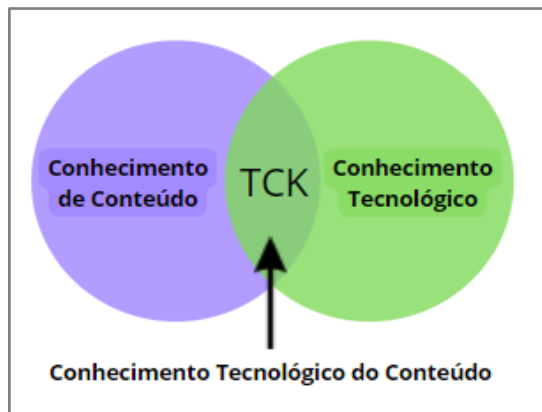 Conhecimento
de Conteúdo
TCK
Conhecimento
Tecnológico
Conhecimento Tecnológico do Conteúdo